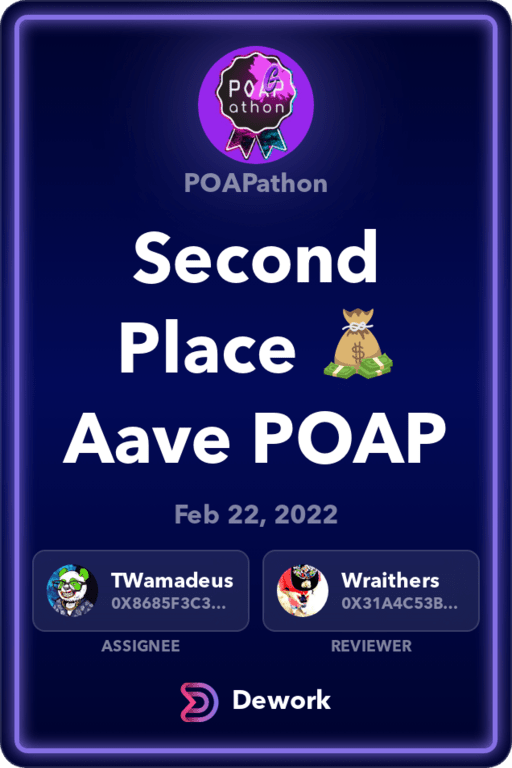 POAP
athon
POAPathon
Second
Place 💰
Aave POAP
Feb 22, 2022
TWamadeus
0X8685F3C3...
Wraithers
0X31A4C53B...
ASSIGNEE
REVIEWER
Dework